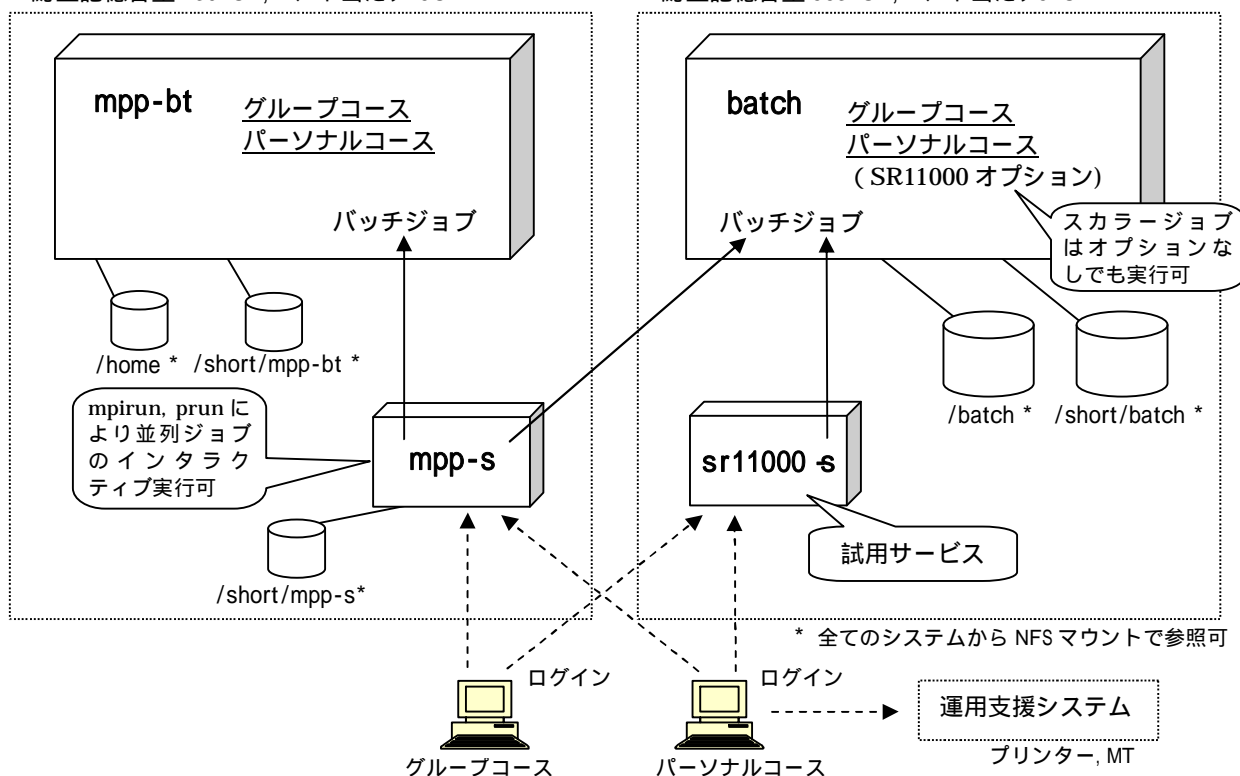 mpp-bt
グループコース
パーソナルコース
バッチジョブ
/home *
/short/mpp-bt *
mpirun, prun に
より並列ジョブ
のインタラク
ティブ実行可
mpp-s
/short/mpp-s*
batch
グループコース
パーソナルコース
(SR11000 オプション)
スカラージョブ
はオプションな
しでも実行可
バッチジョブ
/batch *
/short/batch *
sr11000-s
試用サービス
* 全てのシステムから NFS マウントで参照可
ログイン
ログイン
グループコース
パーソナルコース
運用支援システム
プリンター, MT